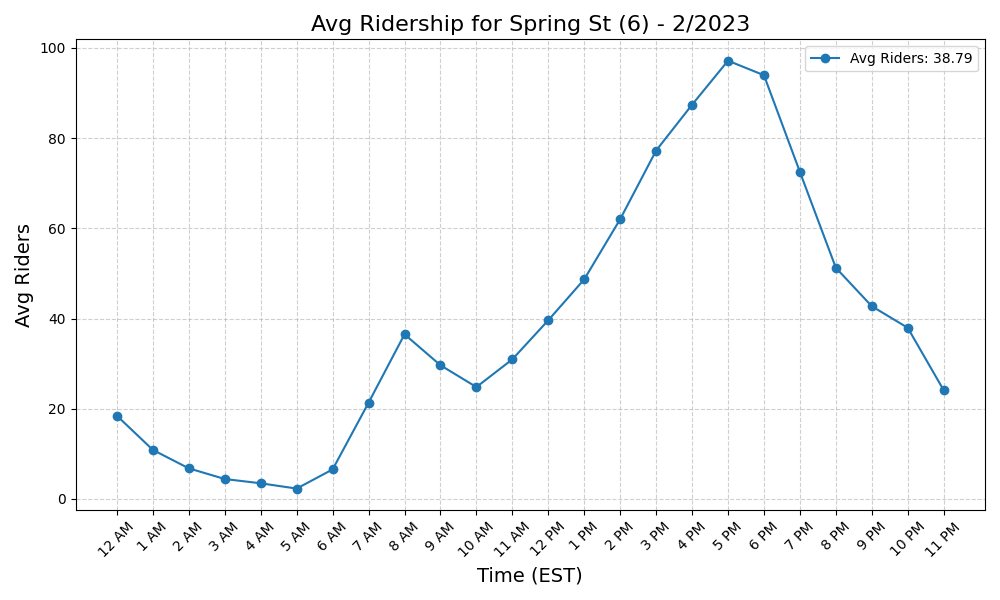 Avg Ridership for Spring St (6) - 2/2023
Avg Riders: 38.79
Avg Riders
100
80
60
40
20
0
12 AM
1 AM
2 AM
3 AM
4 AM
5 AM
6 AM
7 AM
8 AM
9 AM
10 AM
11 AM
12 PM
1 PM
2 PM
3 PM
4 PM
5 PM
6 PM
7 PM
8 PM
9 PM
10 PM
11 PM
Time (EST)